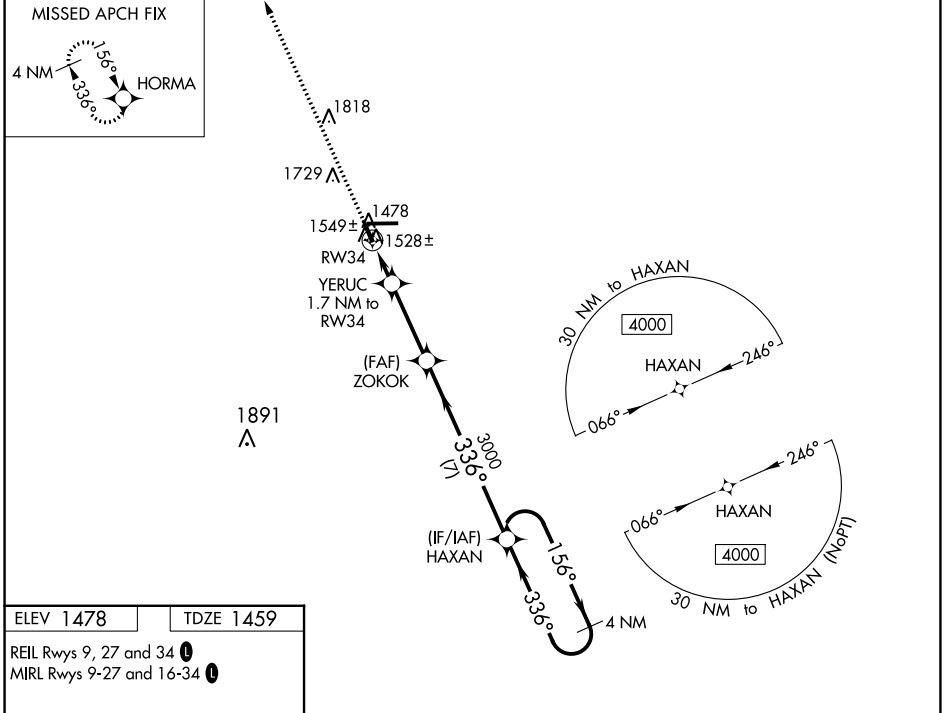 MISSED APCH FIX
4 NM
156°
336°
HORMA
1818
1729
1478
1549±
1528±
RW34
YERUC
1.7 NM to
RW34
(FAF)
ZOKOK
1891
3000
336°
(7)
(IF/IAF)
HAXAN
156°
336°
4 NM
30 NM to HAXAN
4000
HAXAN
246°
066°
246°
066°
HAXAN
4000
30 NM to HAXAN (NoPT)
ELEV 1478
TDZE 1459
REIL Rwys 9, 27 and 34 L
MIRL Rwys 9-27 and 16-34 L